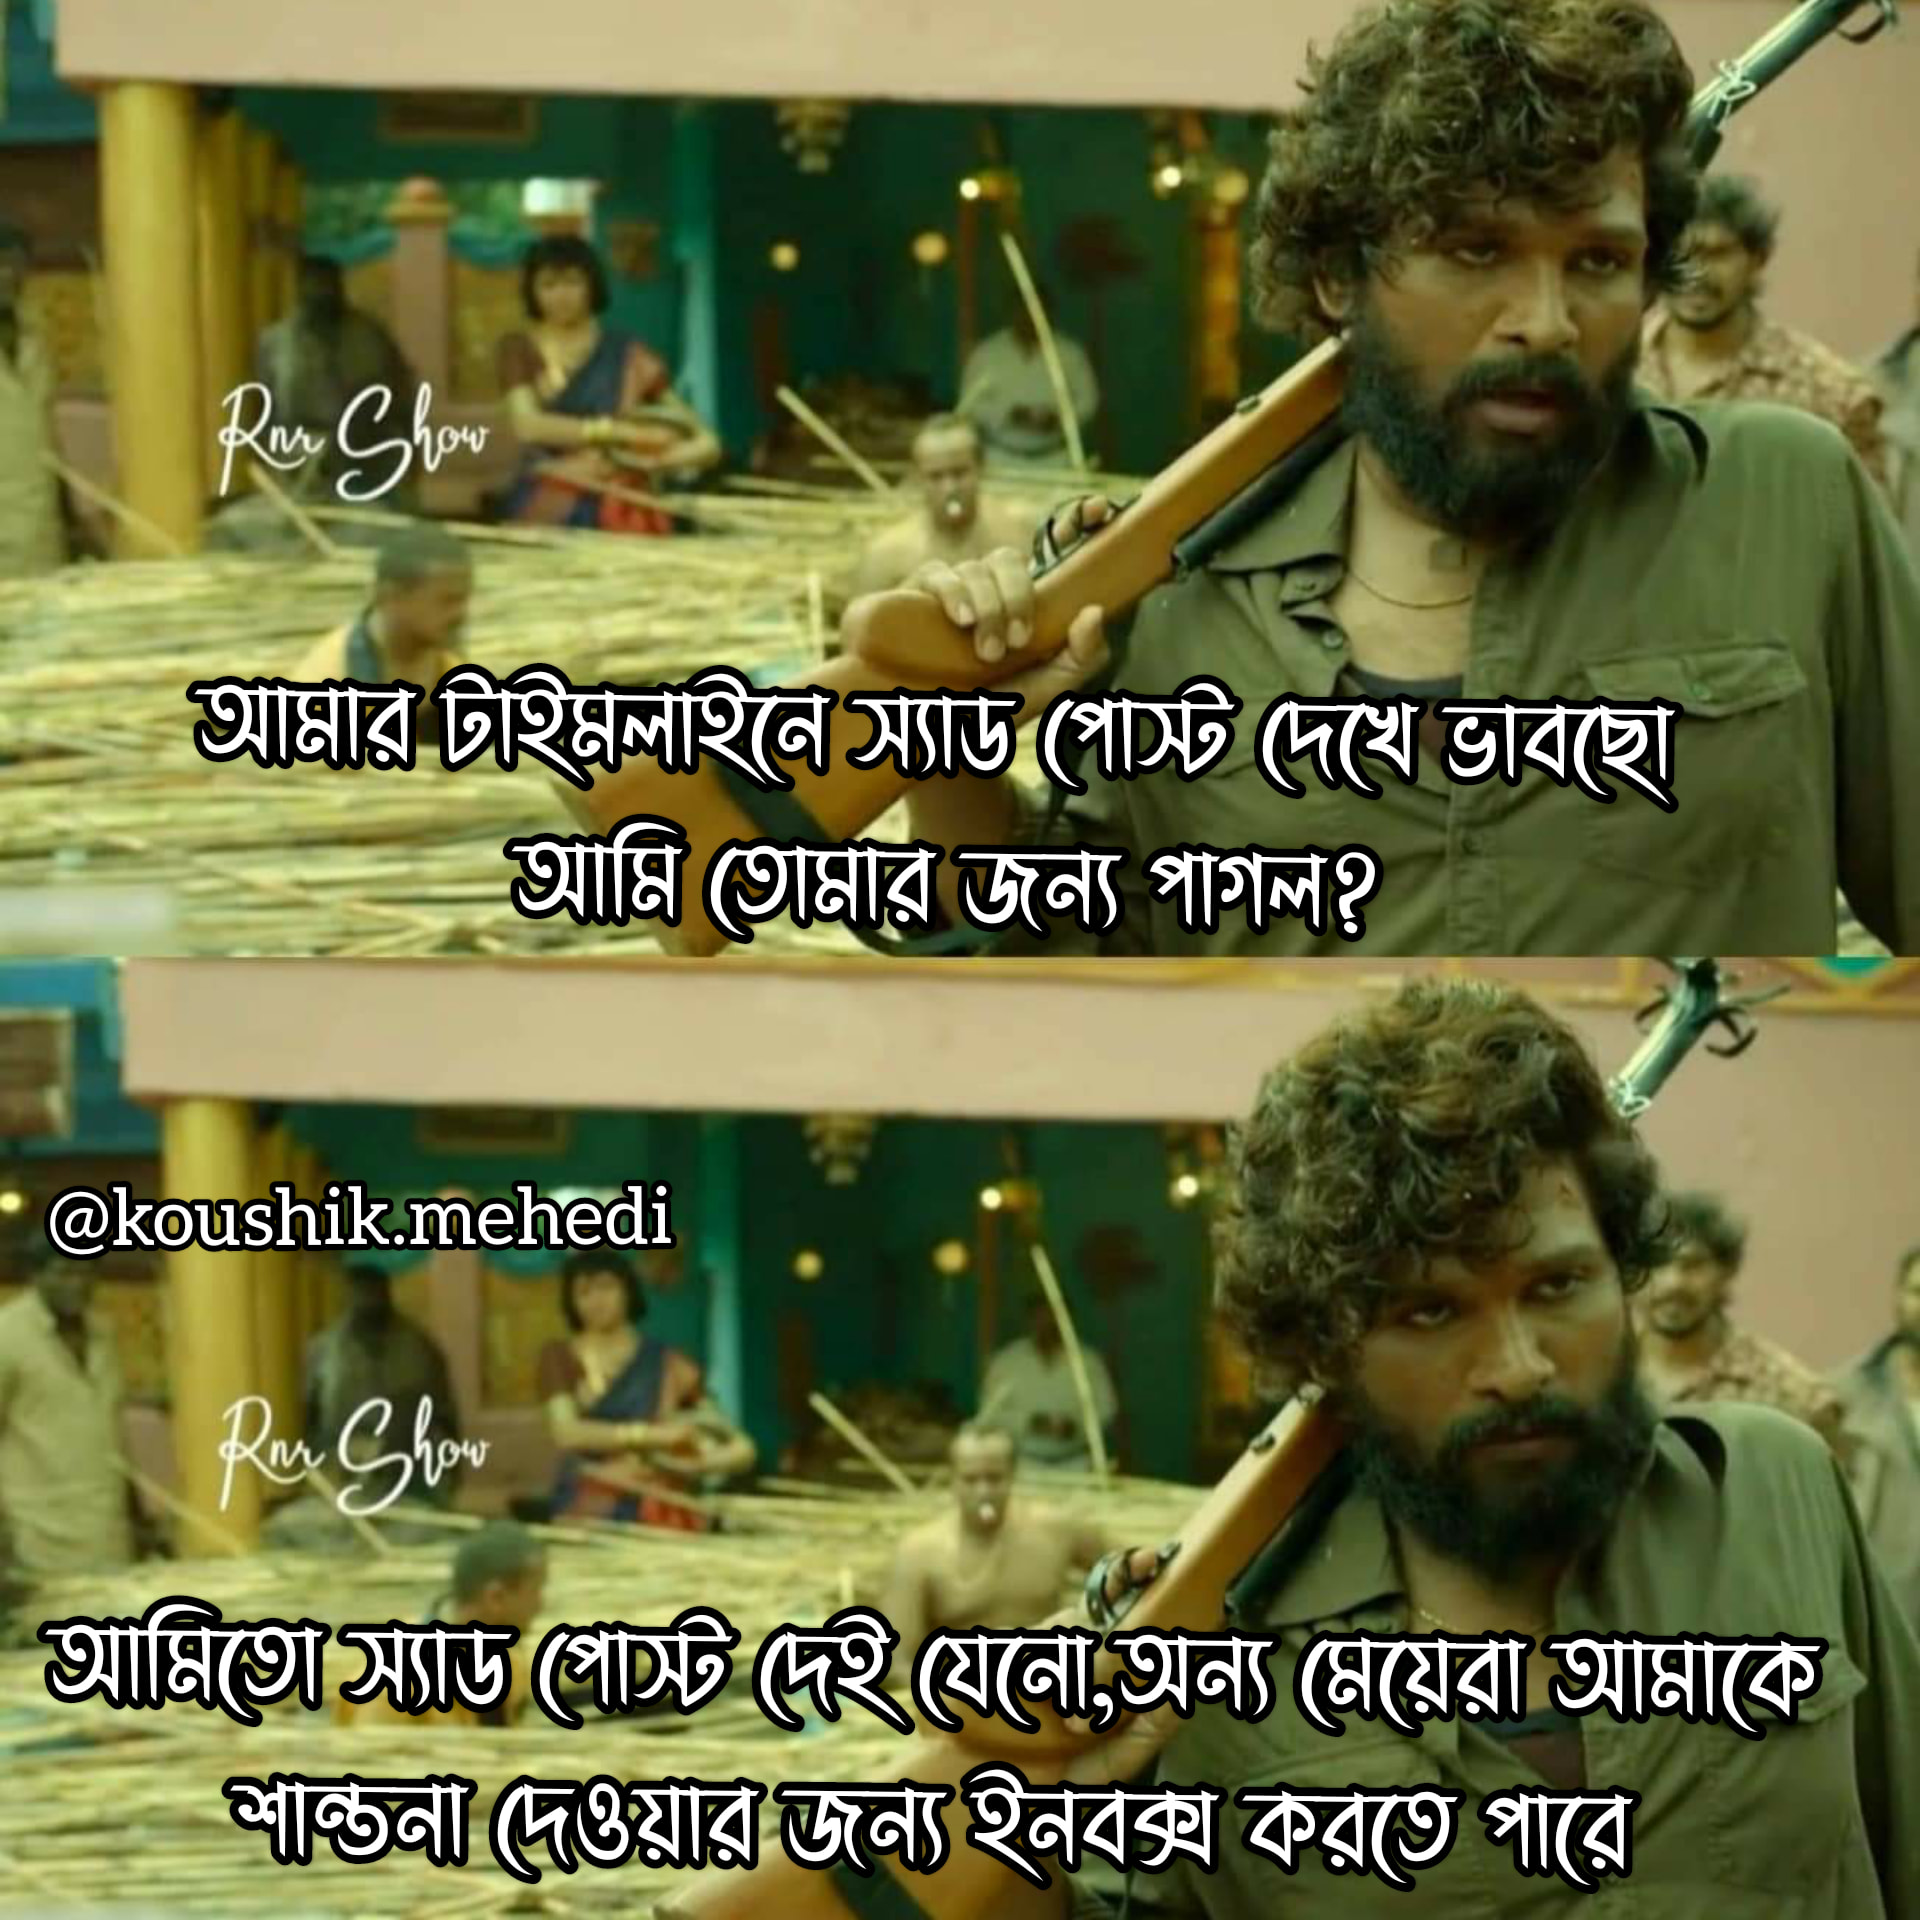 Rnr Show
আমার টাইমলাইনে স্যাড পোস্ট দেখে ভাবছো
আমি তোমার জন্য পাগল?
@koushik.mehedi
Rnr Show
আমিতো স্যাড পোস্ট দেই যেনো,অন্য মেয়েরা আমাকে
শান্তনা দেওয়ার জন্য ইনবক্স করতে পারে